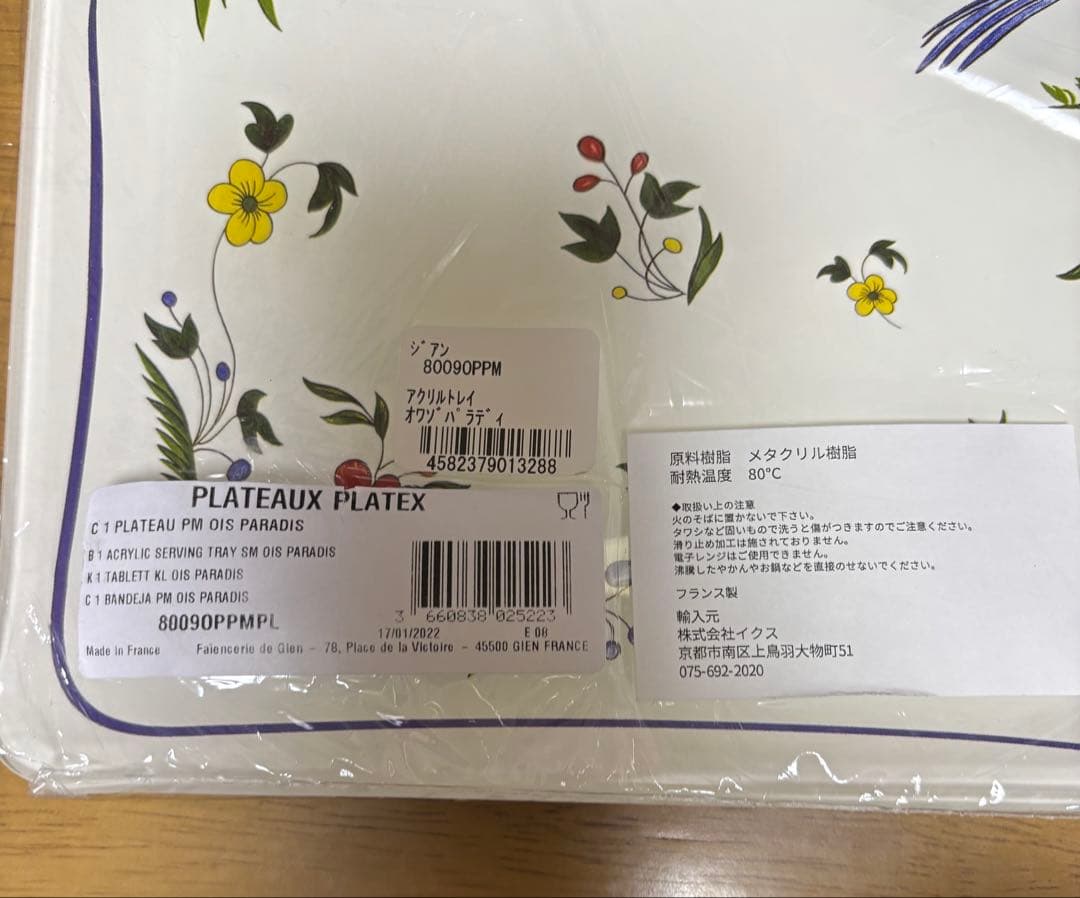 ジアン
80090PPM
アクリルトレイ
オワゾパラディ
4582379013288
PLATEAUX PLATEX
C 1 PLATEAU PM OIS PARADIS
B 1 ACRYLIC SERVING TRAY SM OIS PARADIS
K 1 TABLETT KL OIS PARADIS
C 1 BANDEJA PM OIS PARADIS
80090PPMPL
3 660838 025223
17/01/2022 E 08
Made in France Faiencerie de Gien - 78, Place de la Victoire - 45500 GIEN FRANCE
原料樹脂 メタクリル樹脂
耐熱温度 80°C
◆取扱い上の注意
火のそばに置かないで下さい。
タワシなど固いもので洗うと傷がつきますのでご注意ください。
滑り止め加工は施されておりません。
電子レンジはご使用できません。
沸騰したやかんやお鍋などを直接のせないでください。
フランス製
輸入元
株式会社イクス
京都市南区上鳥羽大物町51
075-692-2020